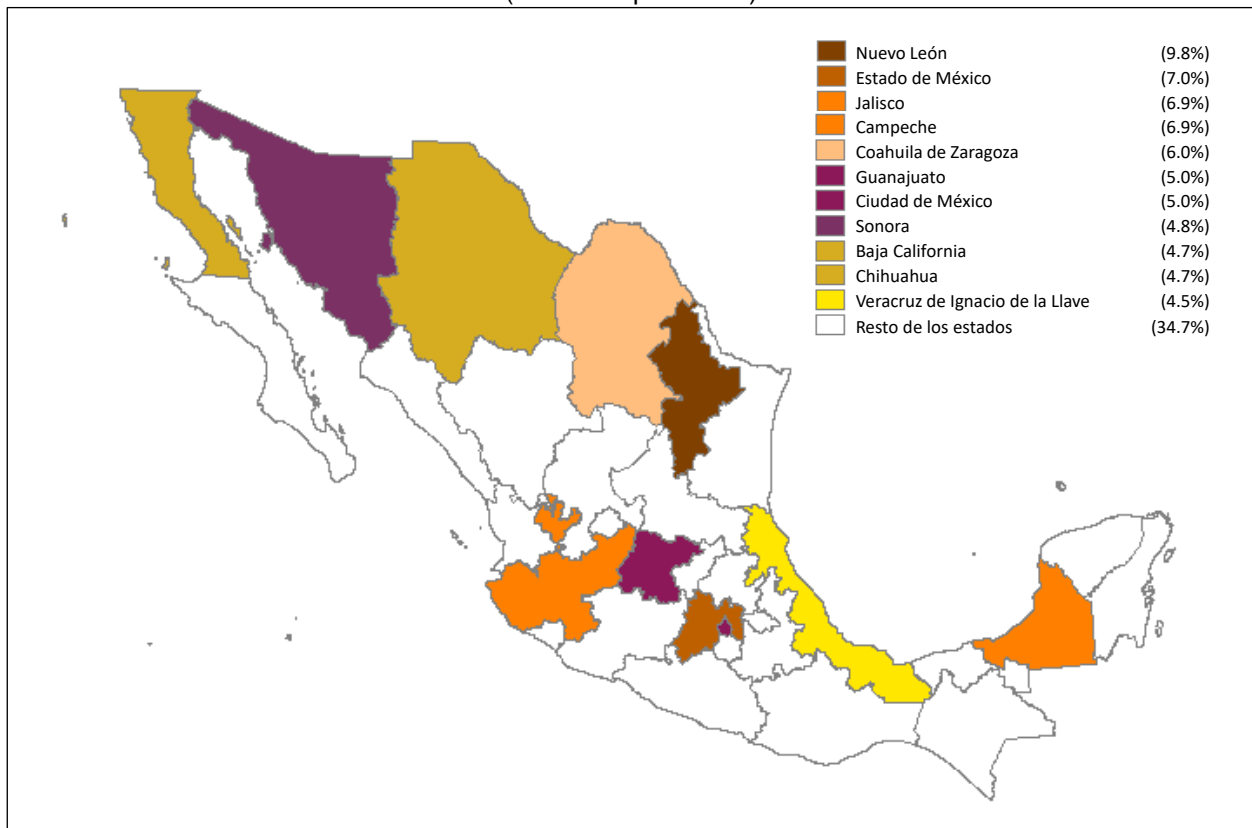 Nuevo León (9.8%)
Estado de México (7.0%)
Jalisco (6.9%)
Campeche (6.9%)
Coahuila de Zaragoza (6.0%)
Guanajuato (5.0%)
Ciudad de México (5.0%)
Sonora (4.8%)
Baja California (4.7%)
Chihuahua (4.7%)
Veracruz de Ignacio de la Llave (4.5%)
Resto de los estados (34.7%)